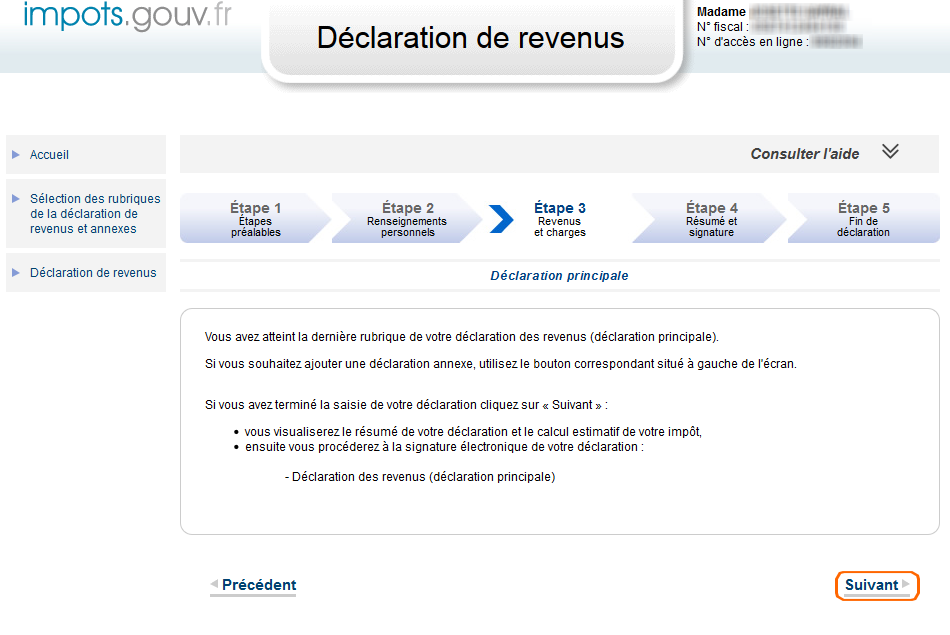 impots.gouv.fr
Déclaration de revenus
Madame
N° fiscal :
N° d'accès en ligne :
Accueil
Sélection des rubriques
de la déclaration de
revenus et annexes
Déclaration de revenus
Consulter l'aide
Étape 1
Étapes
préalables
Étape 2
Renseignements
personnels
Étape 3
Revenus
et charges
Étape 4
Résumé et
signature
Étape 5
Fin de
déclaration
Déclaration principale
Vous avez atteint la dernière rubrique de votre déclaration des revenus (déclaration principale).
Si vous souhaitez ajouter une déclaration annexe, utilisez le bouton correspondant situé à gauche de l'écran.
Si vous avez terminé la saisie de votre déclaration cliquez sur « Suivant » :
• vous visualiserez le résumé de votre déclaration et le calcul estimatif de votre impôt,
• ensuite vous procéderez à la signature électronique de votre déclaration :
- Déclaration des revenus (déclaration principale)
Précédent
Suivant